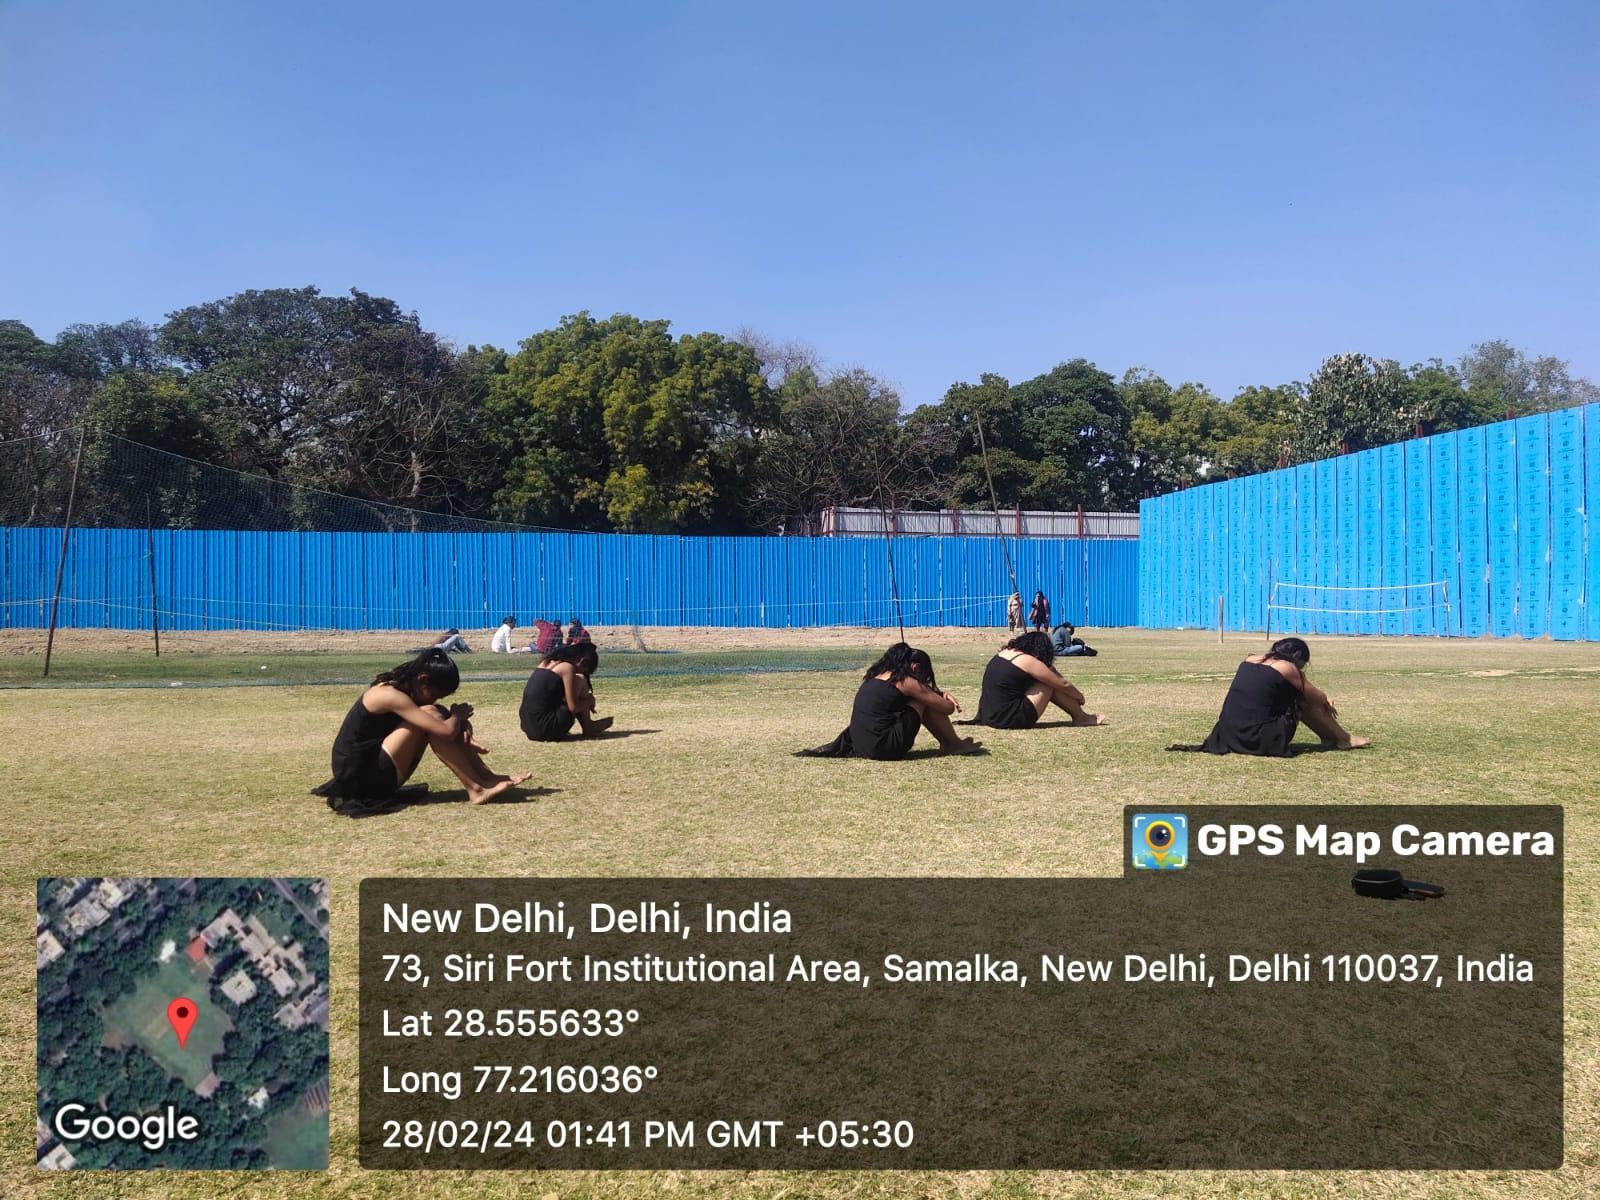 GPS Map Camera
New Delhi, Delhi, India
73, Siri Fort Institutional Area, Samalka, New Delhi, Delhi 110037, India
Lat 28.555633°
Long 77.216036°
28/02/24 01:41 PM GMT +05:30
Google